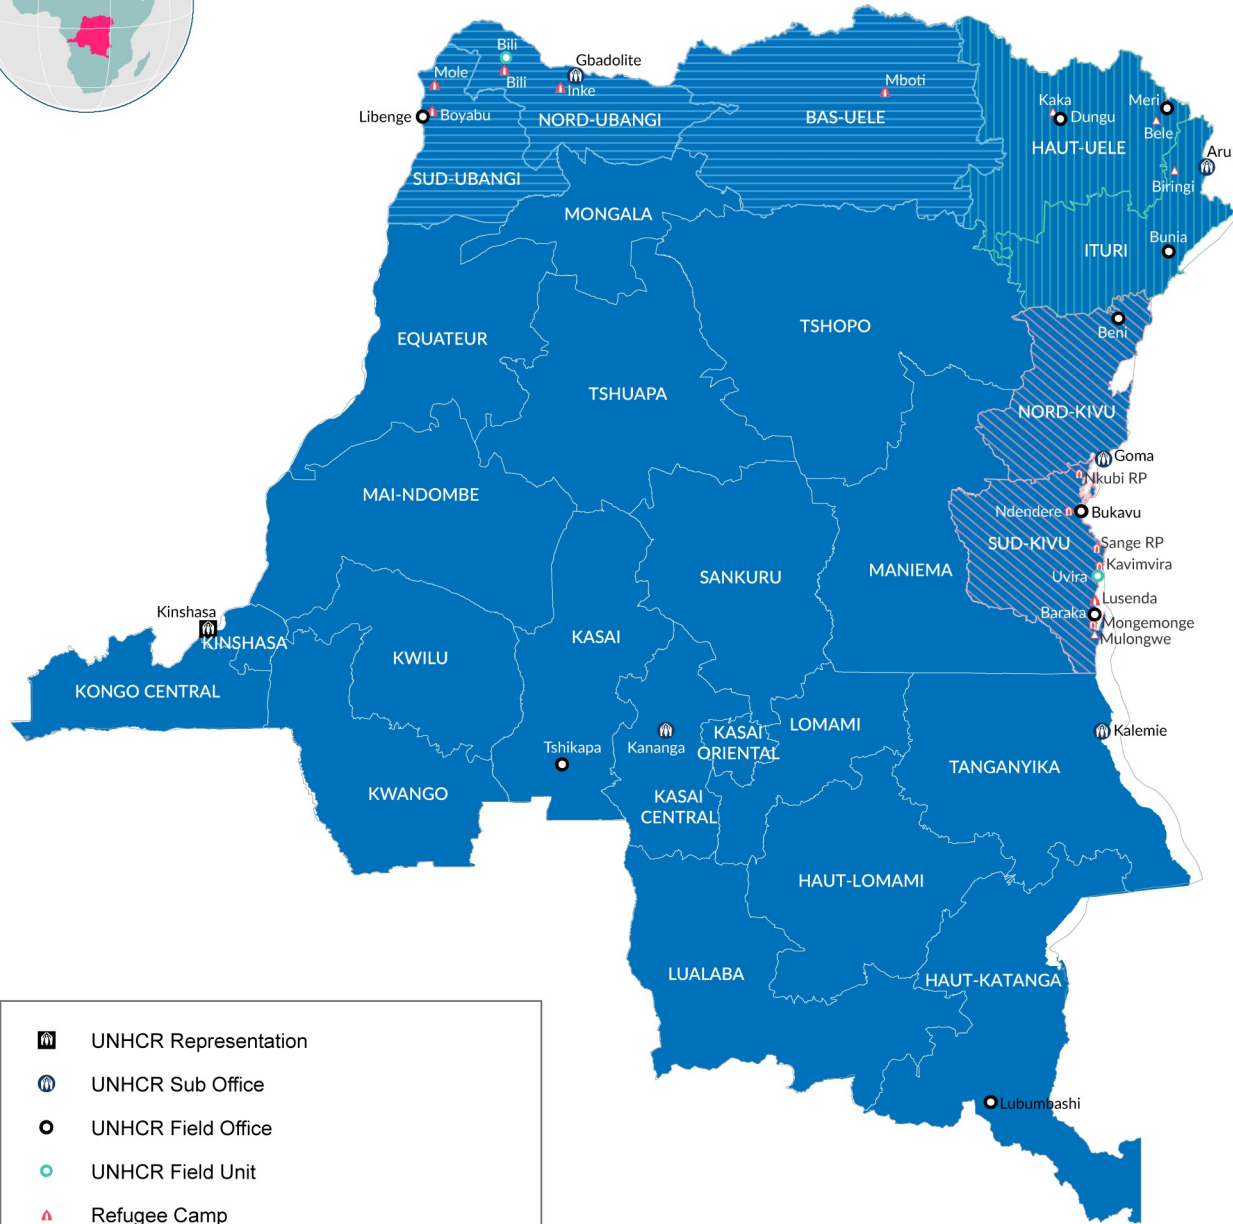 Bili
Gbadolite
Mole
Bili
Inke
Mboti
Libenge
Boyabu
NORD-UBANGI
BAS-UELE
Kaka
Meri
Dungu
Bele
HAUT-UELE
Aru
SUD-UBANGI
Biringi
MONGALA
Bunia
ITURI
TSHOPO
Beni
EQUATEUR
TSHUAPA
NORD-KIVU
Goma
Nkubi RP
MAI-NDOMBE
Ndendere
Bukavu
SUD-KIVU
Sange RP
Kavimvira
MANIEMA
SANKURU
Uvira
Lusenda
Baraka
Kinshasa
Mongemonge
KINSHASA
KASAI
Mulongwe
KWILU
KONGO CENTRAL
LOMAMI
Kalemie
KASAI
ORIENTAL
Tshikapa
Kananga
TANGANYIKA
KWANGO
KASAI
CENTRAL
HAUT-LOMAMI
LUALABA
HAUT-KATANGA
Lubumbashi
UNHCR Representation
UNHCR Sub Office
UNHCR Field Office
UNHCR Field Unit
Refugee Camp